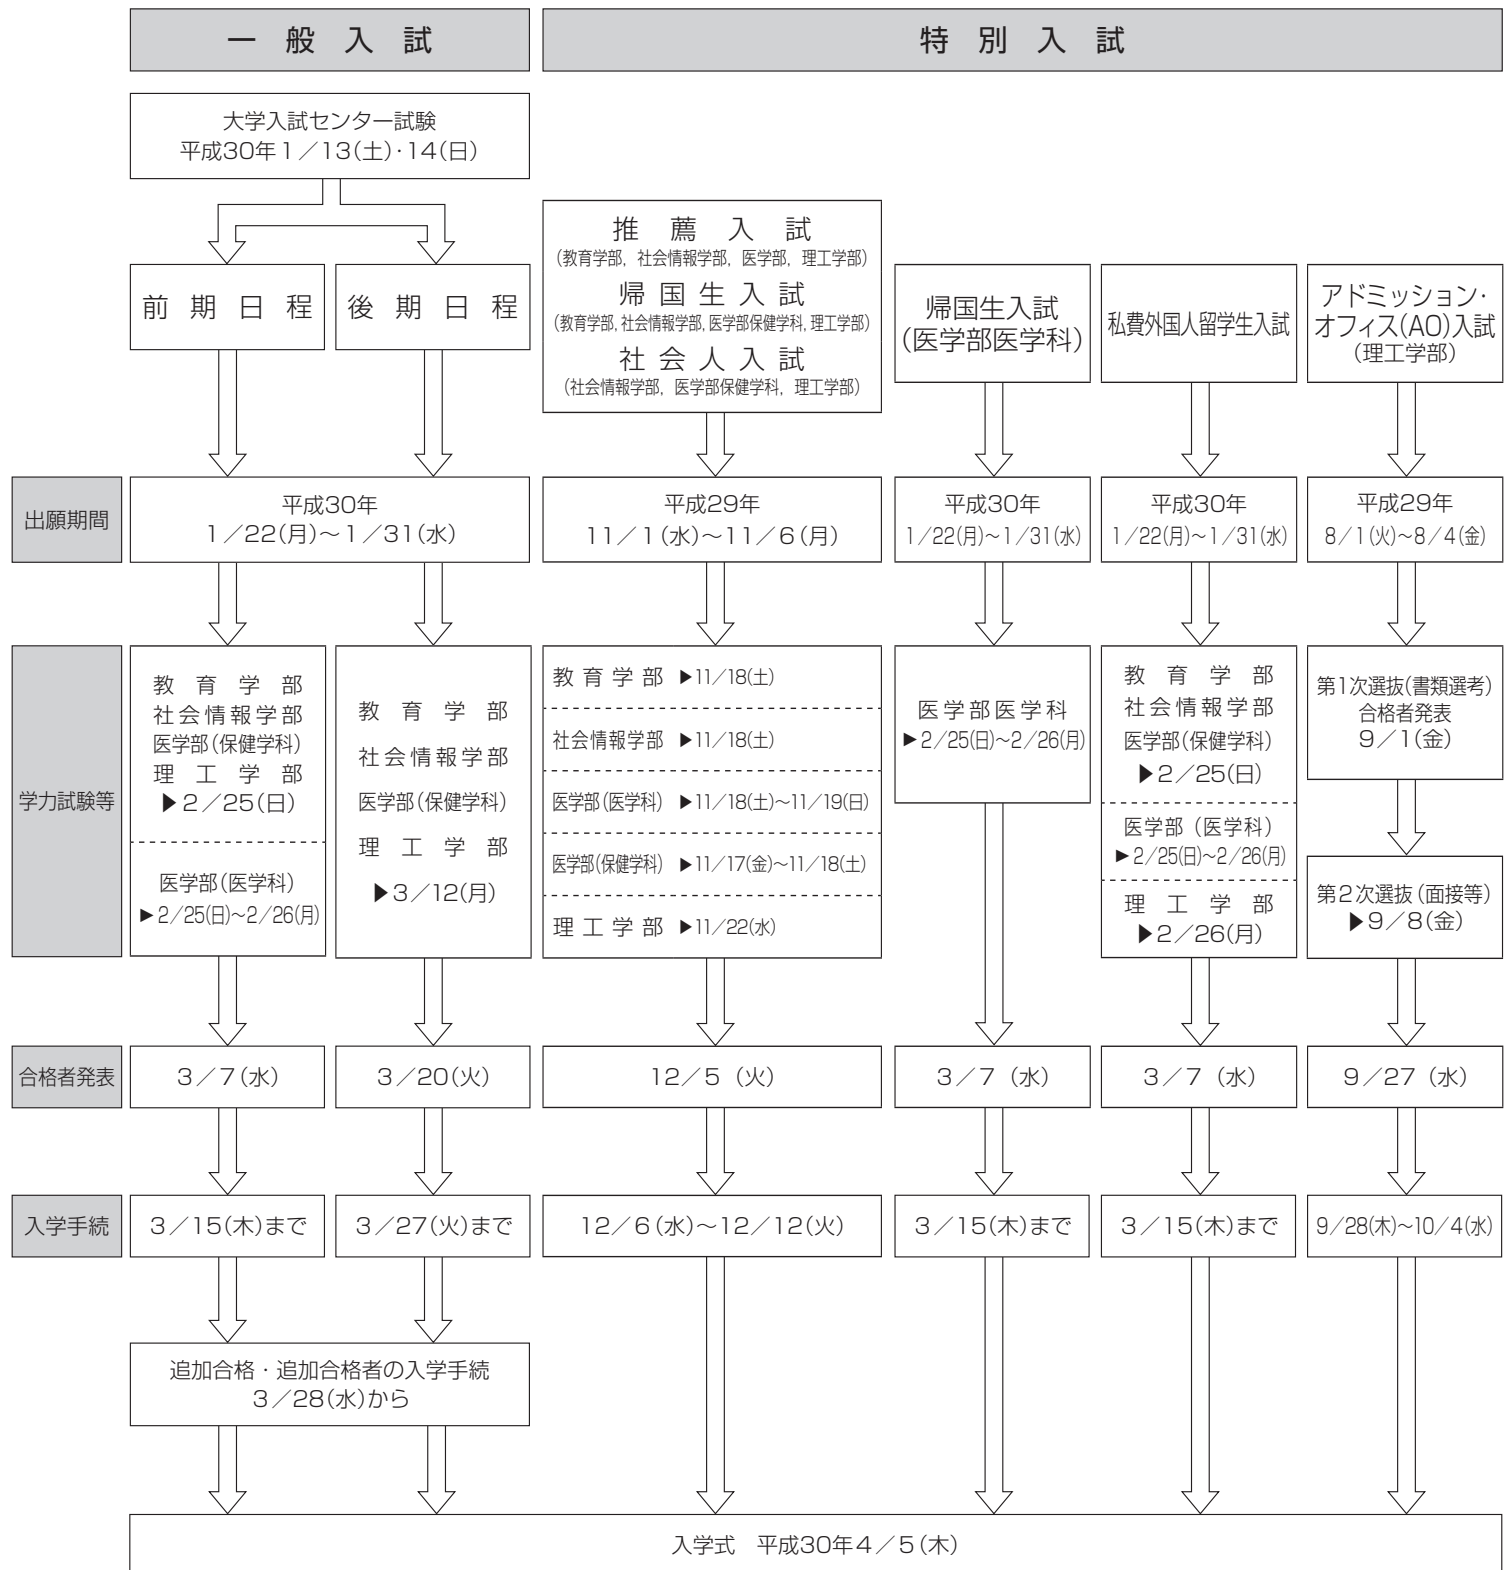 一般入試
特別入試
大学入試センター試験
平成30年1／13(土)・14(日)
前期日程
後期日程
推薦入試
(教育学部，社会情報学部，医学部，理工学部)
帰国生入試
(教育学部，社会情報学部，医学部保健学科，理工学部)
社会人入試
(社会情報学部，医学部保健学科，理工学部)
帰国生入試
(医学部医学科)
私費外国人留学生入試
アドミッション・
オフィス(AO)入試
(理工学部)
出願期間
平成30年
1／22(月)～1／31(水)
平成29年
11／1(水)～11／6(月)
平成30年
1／22(月)～1／31(水)
平成30年
1／22(月)～1／31(水)
平成29年
8／1(火)～8／4(金)
学力試験等
教育学部
社会情報学部
医学部(保健学科)
理工学部
▶2／25(日)
医学部(医学科)
▶2／25(日)～2／26(月)
教育学部
社会情報学部
医学部(保健学科)
理工学部
▶3／12(月)
教育学部 ▶11／18(土)
社会情報学部 ▶11／18(土)
医学部(医学科) ▶11／18(土)～11／19(日)
医学部(保健学科) ▶11／17(金)～11／18(土)
理工学部 ▶11／22(水)
医学部医学科
▶2／25(日)～2／26(月)
教育学部
社会情報学部
医学部(保健学科)
▶2／25(日)
医学部(医学科)
▶2／25(日)～2／26(月)
理工学部
▶2／26(月)
第1次選抜(書類選考)
合格者発表
9／1(金)
第2次選抜(面接等)
▶9／8(金)
合格者発表
3／7(水)
3／20(火)
12／5(火)
3／7(水)
3／7(水)
9／27(水)
入学手続
3／15(木)まで
3／27(火)まで
12／6(水)～12／12(火)
3／15(木)まで
3／15(木)まで
9／28(木)～10／4(水)
追加合格・追加合格者の入学手続
3／28(水)から
入学式　平成30年4／5(木)